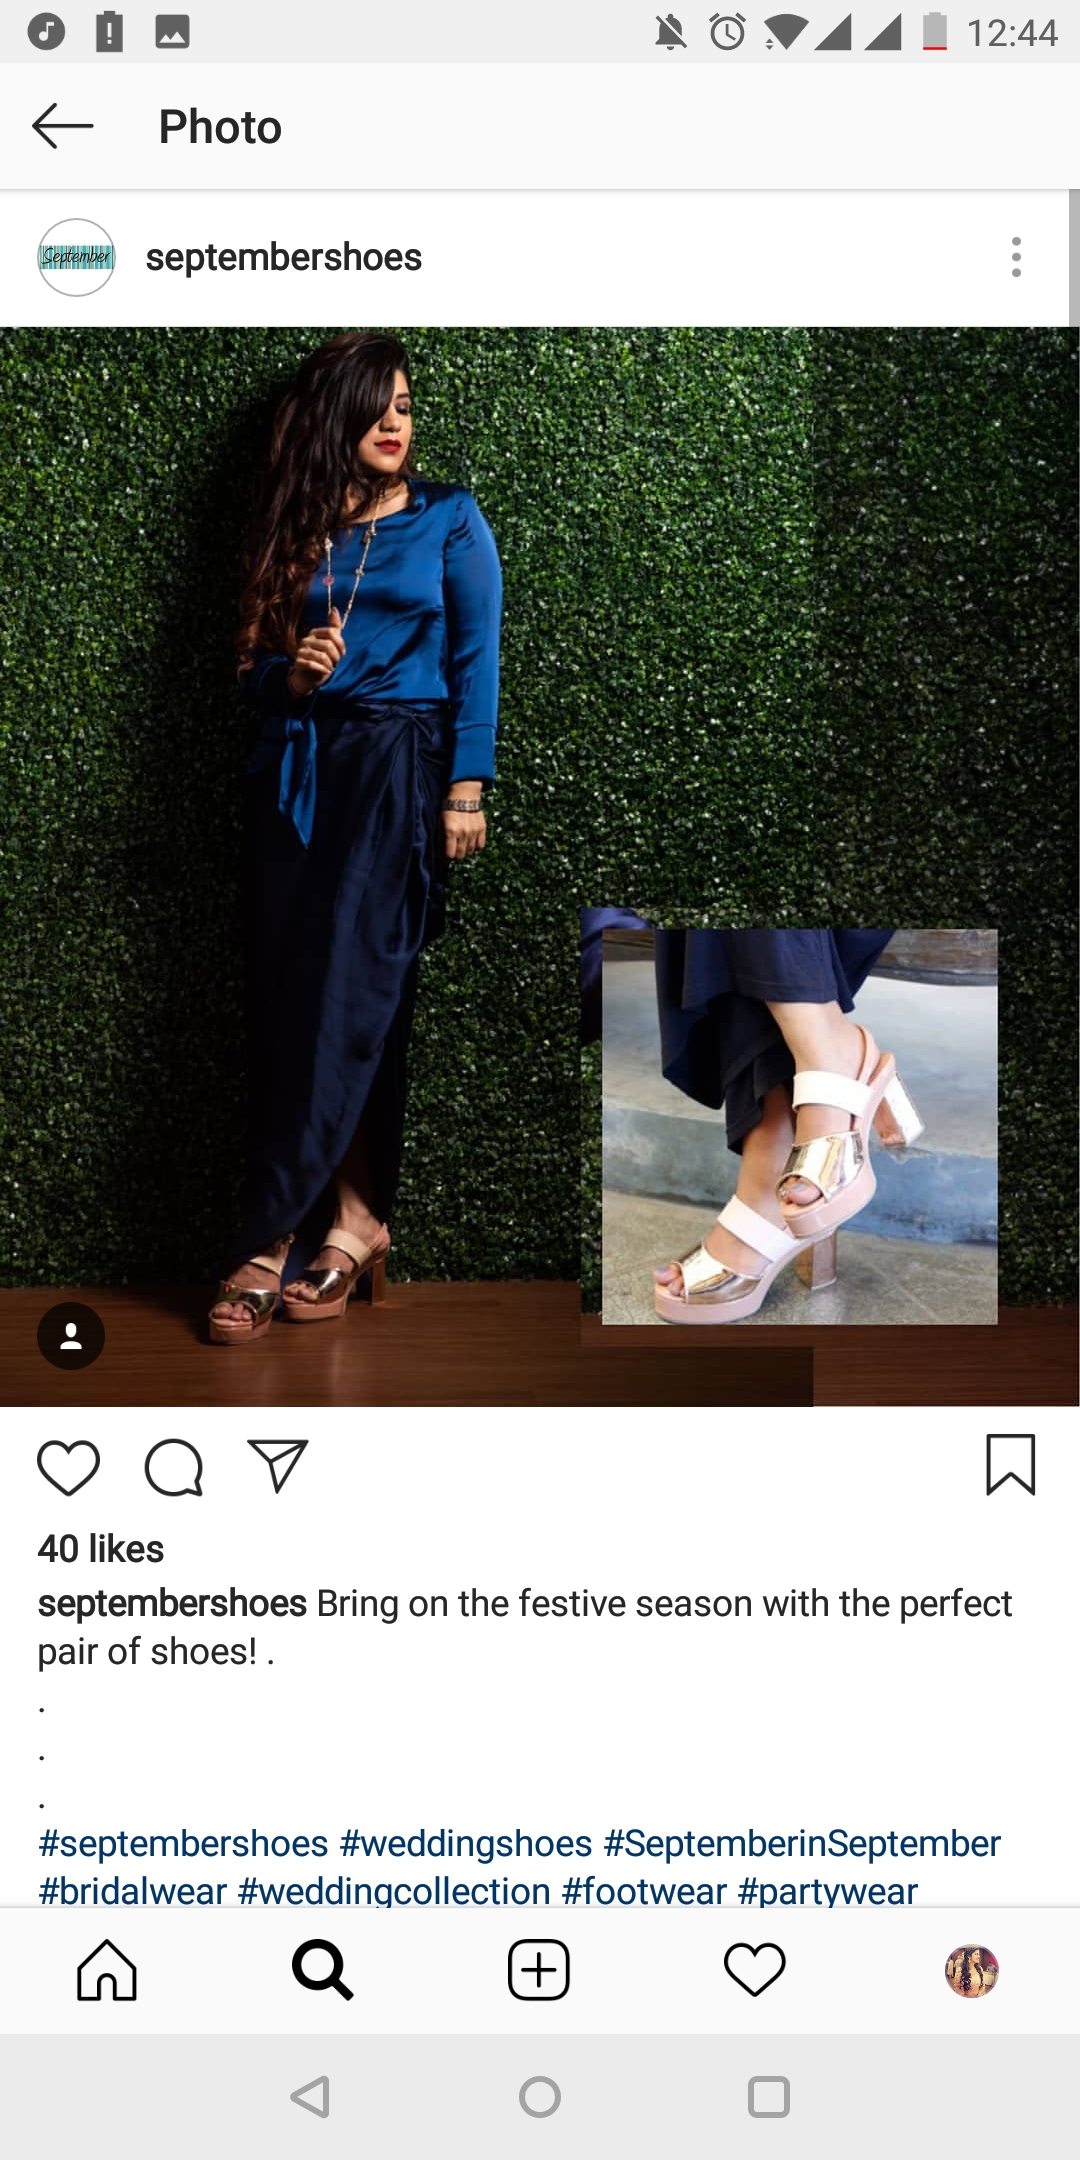 12:44
Photo
September
septembershoes
40 likes
septembershoes Bring on the festive season with the perfect
pair of shoes! .
.
.
.
#septembershoes #weddingshoes #SeptemberinSeptember
#bridalwear #weddingcollection #footwear #partywear